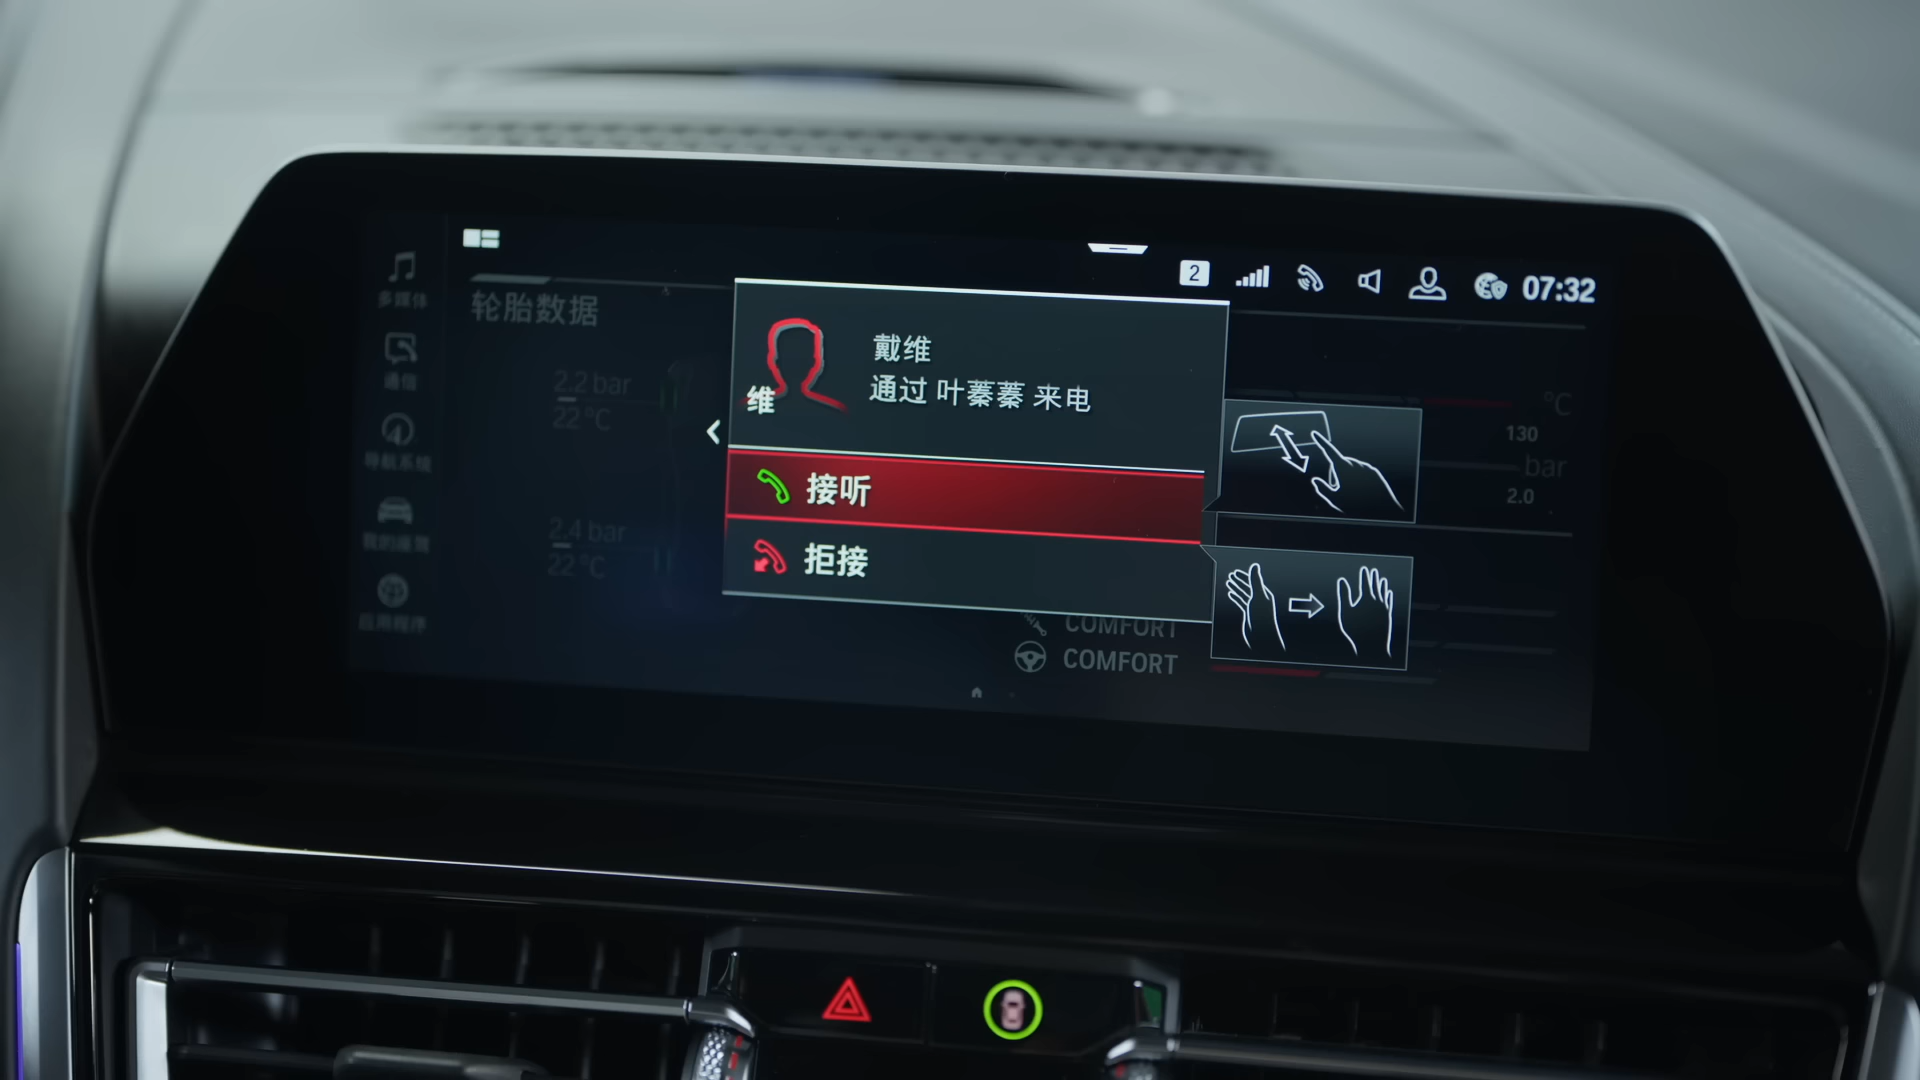 2
07:32
多媒体
通信
导航系统
我的座驾
应用程序
轮胎数据
2.2 bar
22 °C
2.4 bar
22 °C
维
戴维
通过 叶蓁蓁 来电
接听
拒接
°C
130
bar
2.0
COMFORT
COMFORT